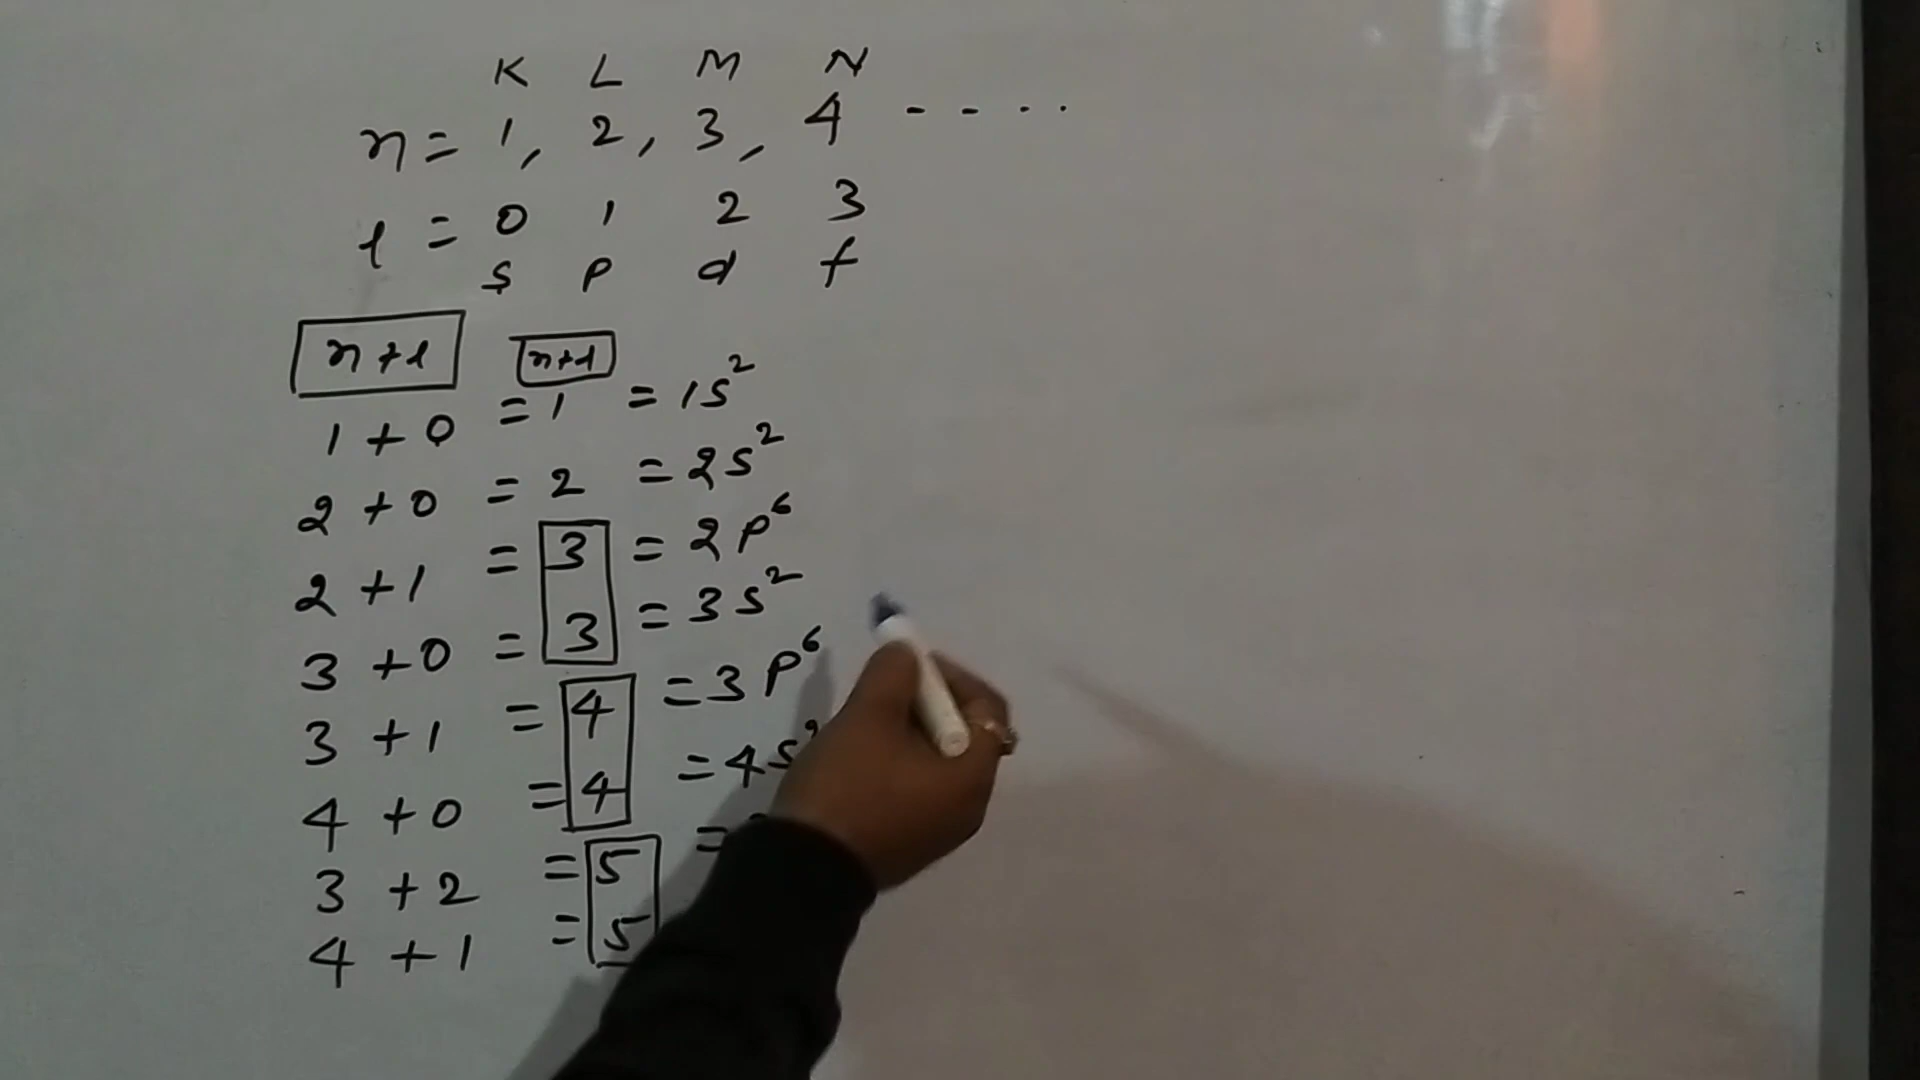 K L M N
n = 1, 2, 3, 4 - - - -
l = 0 1 2 3
s p d f
n+l n+l
1 + 0 = 1 = 1s²
2 + 0 = 2 = 2s²
2 + 1 = 3 = 2p⁶
3 + 0 = 3 = 3s²
3 + 1 = 4 = 3p⁶
4 + 0 = 4 = 4s
3 + 2 = 5 =
4 + 1 = 5